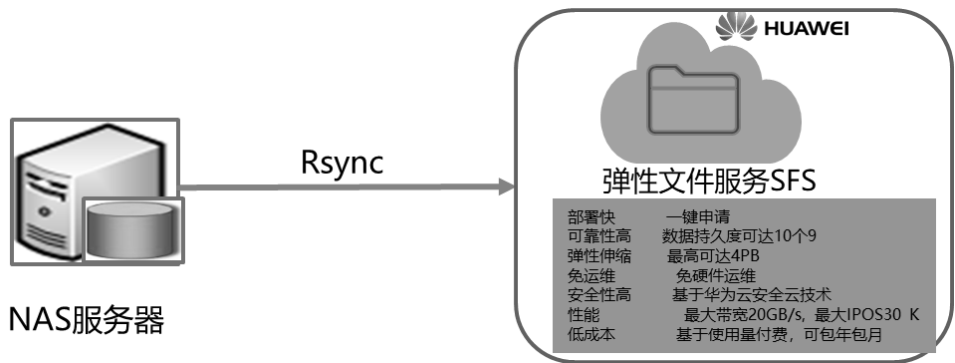 HUAWEI
Rsync
弹性文件服务SFS
部署快 一键申请
可靠性高 数据持久度可达10个9
弹性伸缩 最高可达4PB
免运维 免硬件运维
安全性高 基于华为云安全云技术
性能 最大带宽20GB/s, 最大IPOS30 K
低成本 基于使用量付费，可包年包月
NAS服务器